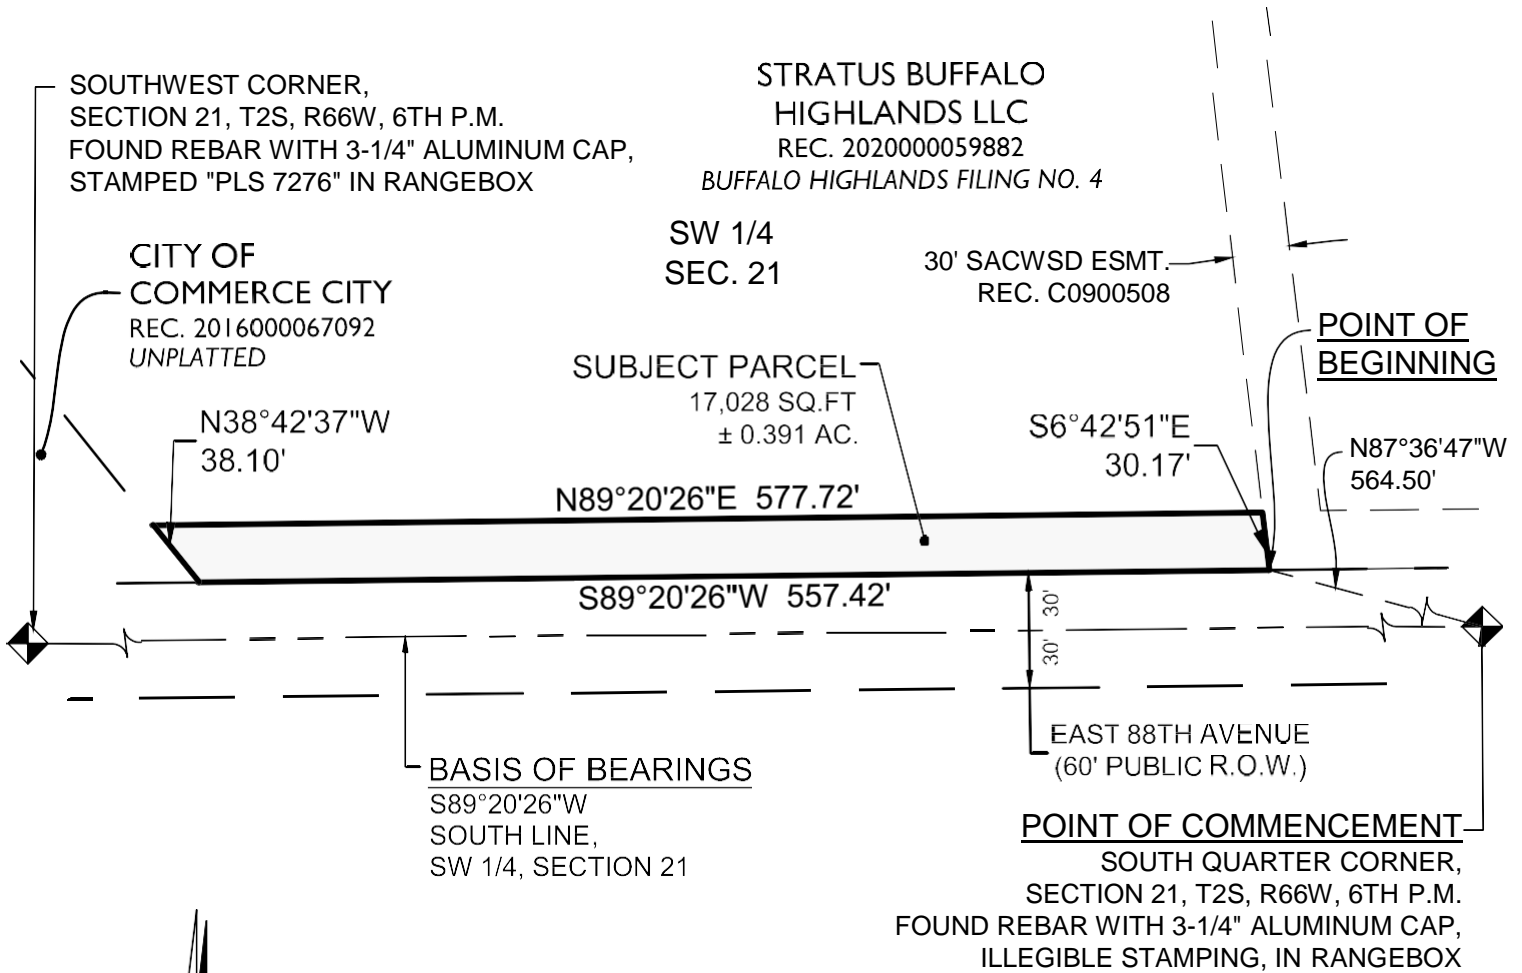 SOUTHWEST CORNER,
SECTION 21, T2S, R66W, 6TH P.M.
FOUND REBAR WITH 3-1/4" ALUMINUM CAP,
STAMPED "PLS 7276" IN RANGEBOX
STRATUS BUFFALO
HIGHLANDS LLC
REC. 2020000059882
BUFFALO HIGHLANDS FILING NO. 4
CITY OF
COMMERCE CITY
REC. 2016000067092
UNPLATTED
SW 1/4
SEC. 21
30' SACWSD ESMT.
REC. C0900508
POINT OF
BEGINNING
SUBJECT PARCEL
17,028 SQ.FT
± 0.391 AC.
N38°42'37"W
38.10'
S6°42'51"E
30.17'
N87°36'47"W
564.50'
N89°20'26"E 577.72'
S89°20'26"W 557.42'
30'
30'
EAST 88TH AVENUE
(60' PUBLIC R.O.W.)
BASIS OF BEARINGS
S89°20'26"W
SOUTH LINE,
SW 1/4, SECTION 21
POINT OF COMMENCEMENT
SOUTH QUARTER CORNER,
SECTION 21, T2S, R66W, 6TH P.M.
FOUND REBAR WITH 3-1/4" ALUMINUM CAP,
ILLEGIBLE STAMPING, IN RANGEBOX